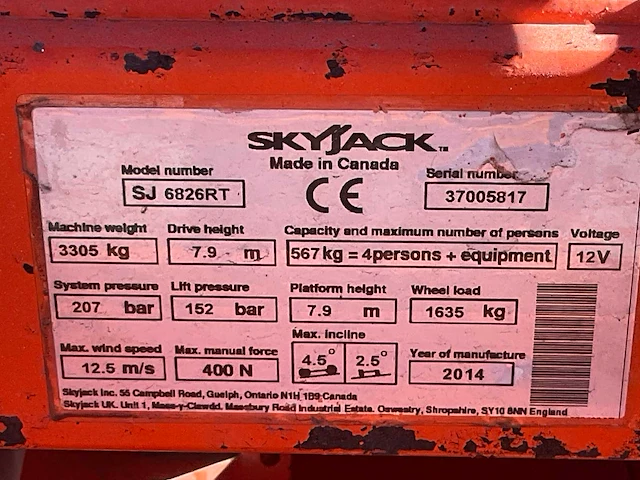 SKYJACK™
Made in Canada
Model number
SJ 6826RT
CE
Serial number
37005817
Machine weight
3305 kg
Drive height
7.9 m
Capacity and maximum number of persons
567 kg = 4persons + equipment
Voltage
12V
System pressure
207 bar
Lift pressure
152 bar
Platform height
7.9 m
Wheel load
1635 kg
Max. wind speed
12.5 m/s
Max. manual force
400 N
Max. incline
4.5° 2.5°
Year of manufacture
2014
Skyjack Inc. 55 Campbell Road, Guelph, Ontario N1H 1B9 Canada
Skyjack UK. Unit 1, Maes-y-Clawdd. Maesbury Road Industrial Estate. Oswestry, Shropshire, SY10 8NN England